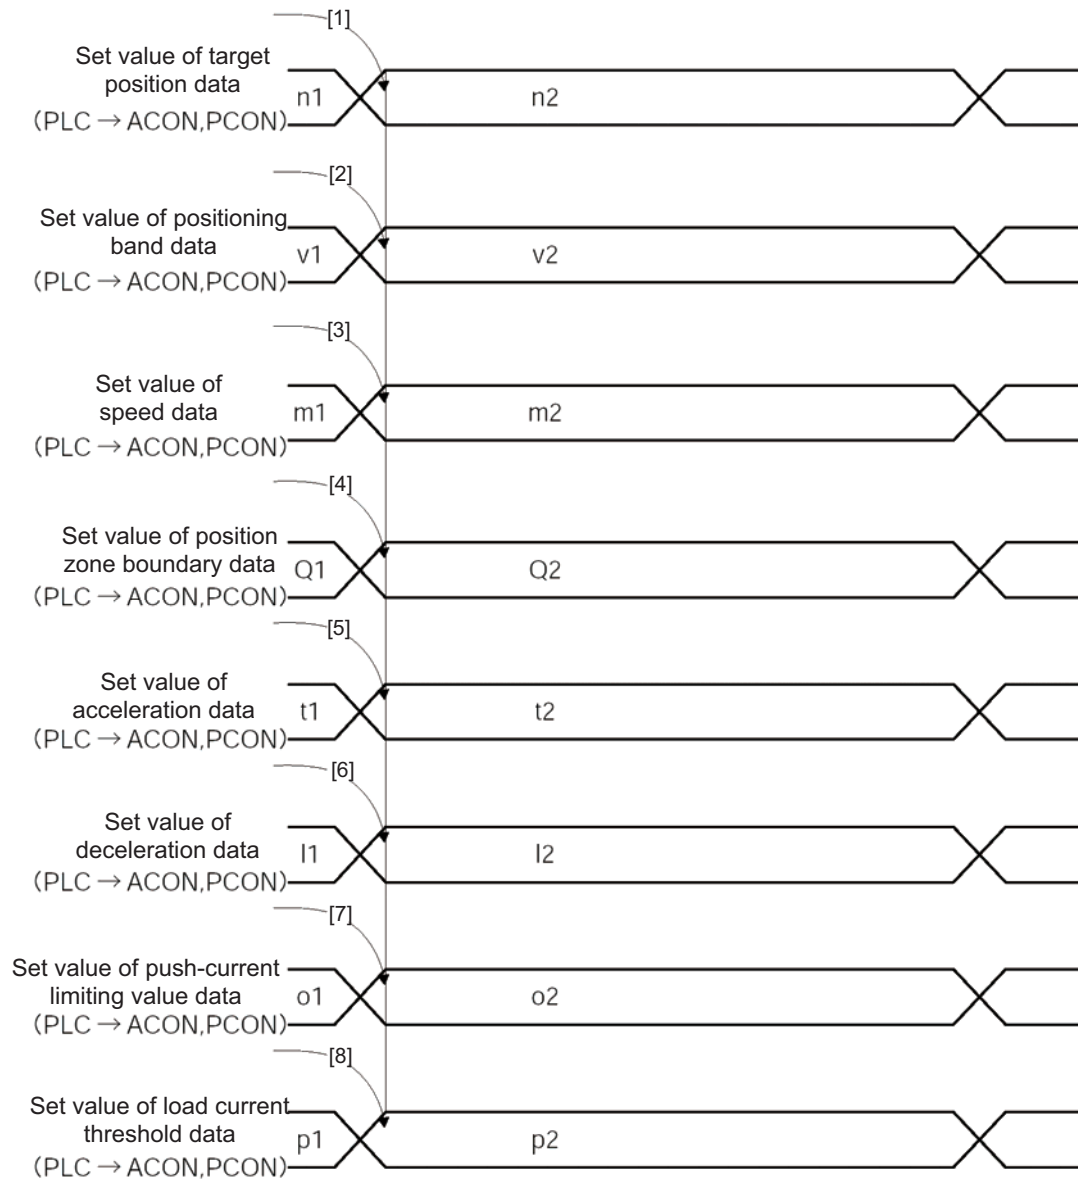 [1]
Set value of target
position data
n1 n2
(PLC → ACON,PCON)
[2]
Set value of positioning
band data
v1 v2
(PLC → ACON,PCON)
[3]
Set value of
speed data
m1 m2
(PLC → ACON,PCON)
[4]
Set value of position
zone boundary data
Q1 Q2
(PLC → ACON,PCON)
[5]
Set value of
acceleration data
t1 t2
(PLC → ACON,PCON)
[6]
Set value of
deceleration data
l1 l2
(PLC → ACON,PCON)
[7]
Set value of push-current
limiting value data
o1 o2
(PLC → ACON,PCON)
[8]
Set value of load current
threshold data
p1 p2
(PLC → ACON,PCON)